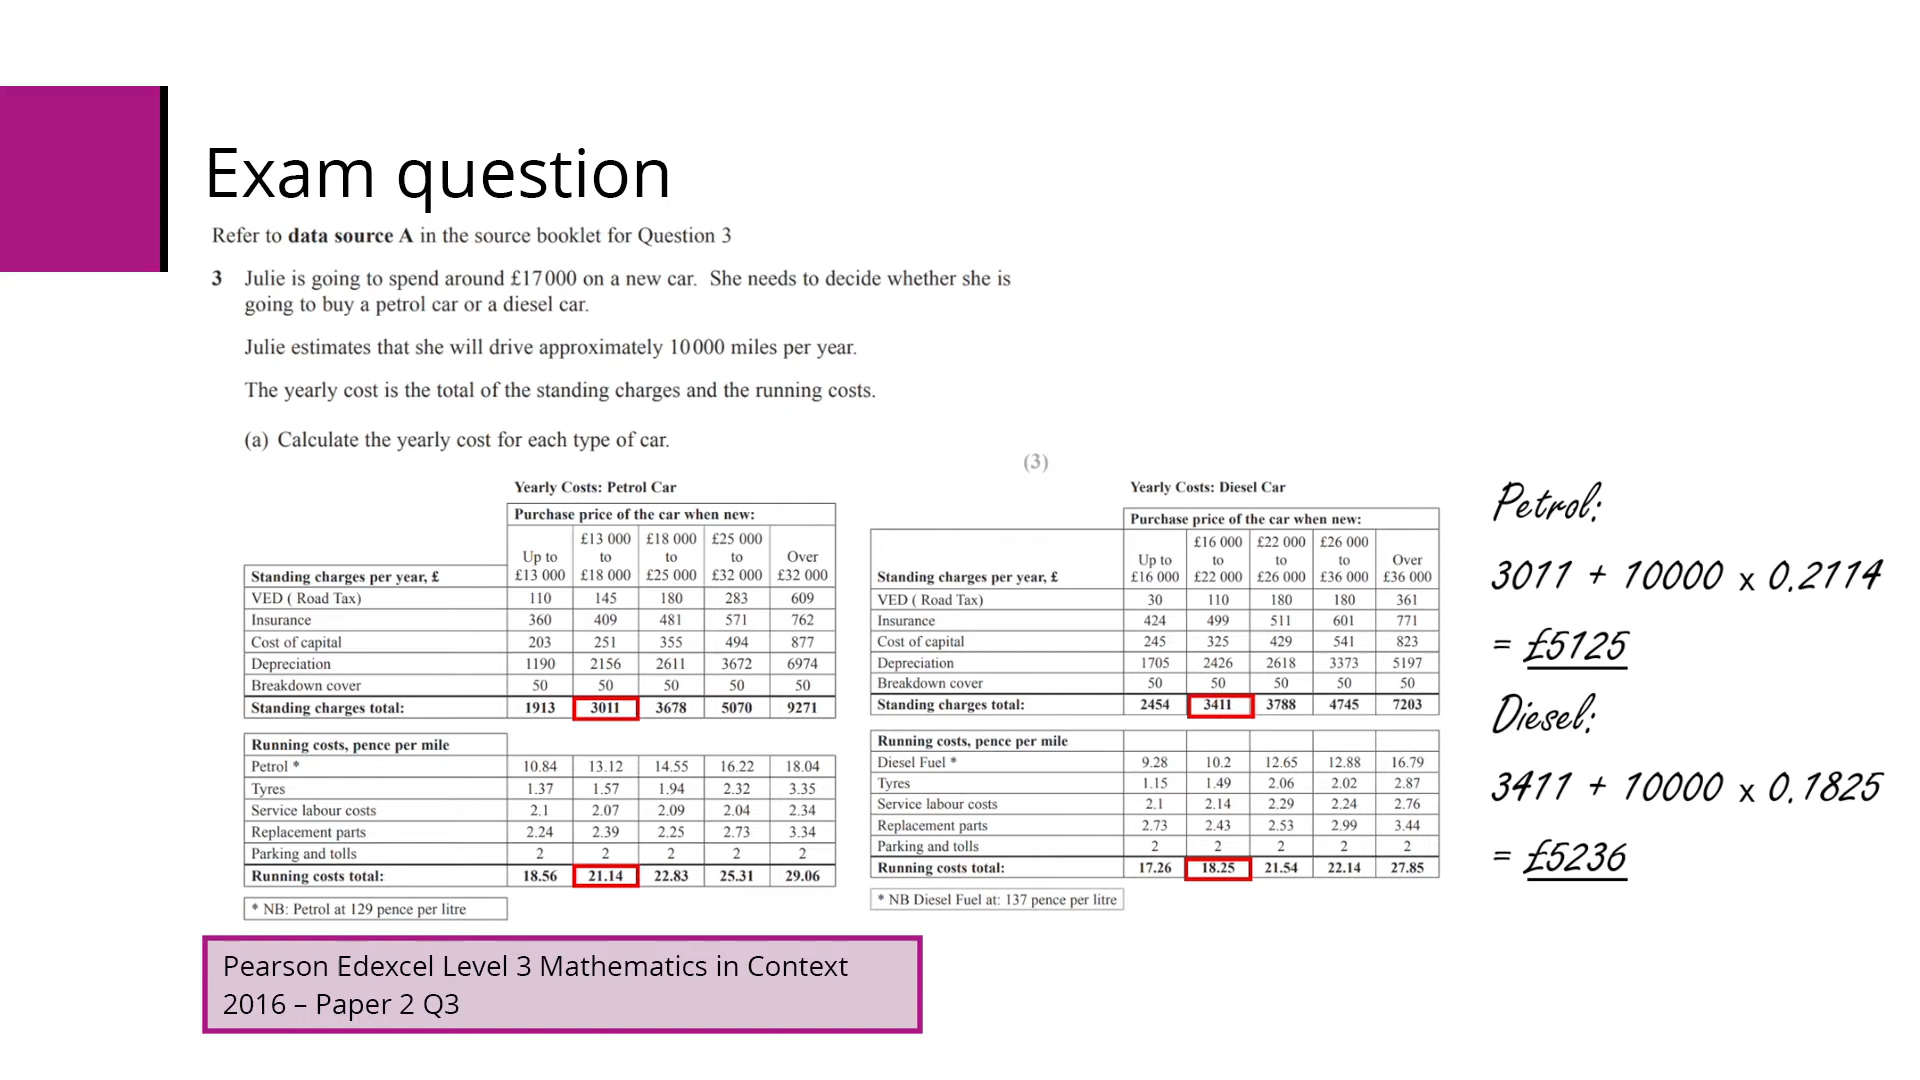 Exam question
Refer to data source A in the source booklet for Question 3
3 Julie is going to spend around £17000 on a new car. She needs to decide whether she is
going to buy a petrol car or a diesel car.
Julie estimates that she will drive approximately 10000 miles per year.
The yearly cost is the total of the standing charges and the running costs.
(a) Calculate the yearly cost for each type of car.
(3)
Yearly Costs: Petrol Car
Purchase price of the car when new:
£13 000 £18 000 £25 000
Up to to to to Over
Standing charges per year, £ £13 000 £18 000 £25 000 £32 000 £32 000
VED ( Road Tax) 110 145 180 283 609
Insurance 360 409 481 571 762
Cost of capital 203 251 355 494 877
Depreciation 1190 2156 2611 3672 6974
Breakdown cover 50 50 50 50 50
Standing charges total: 1913 3011 3678 5070 9271
Running costs, pence per mile
Petrol * 10.84 13.12 14.55 16.22 18.04
Tyres 1.37 1.57 1.94 2.32 3.35
Service labour costs 2.1 2.07 2.09 2.04 2.34
Replacement parts 2.24 2.39 2.25 2.73 3.34
Parking and tolls 2 2 2 2 2
Running costs total: 18.56 21.14 22.83 25.31 29.06
* NB: Petrol at 129 pence per litre
Yearly Costs: Diesel Car
Purchase price of the car when new:
£16 000 £22 000 £26 000
Up to to to to Over
Standing charges per year, £ £16 000 £22 000 £26 000 £36 000 £36 000
VED ( Road Tax) 30 110 180 180 361
Insurance 424 499 511 601 771
Cost of capital 245 325 429 541 823
Depreciation 1705 2426 2618 3373 5197
Breakdown cover 50 50 50 50 50
Standing charges total: 2454 3411 3788 4745 7203
Running costs, pence per mile
Diesel Fuel * 9.28 10.2 12.65 12.88 16.79
Tyres 1.15 1.49 2.06 2.02 2.87
Service labour costs 2.1 2.14 2.29 2.24 2.76
Replacement parts 2.73 2.43 2.53 2.99 3.44
Parking and tolls 2 2 2 2 2
Running costs total: 17.26 18.25 21.54 22.14 27.85
* NB Diesel Fuel at: 137 pence per litre
Petrol:
3011 + 10000 x 0.2114
= £5125
Diesel:
3411 + 10000 x 0.1825
= £5236
Pearson Edexcel Level 3 Mathematics in Context
2016 – Paper 2 Q3